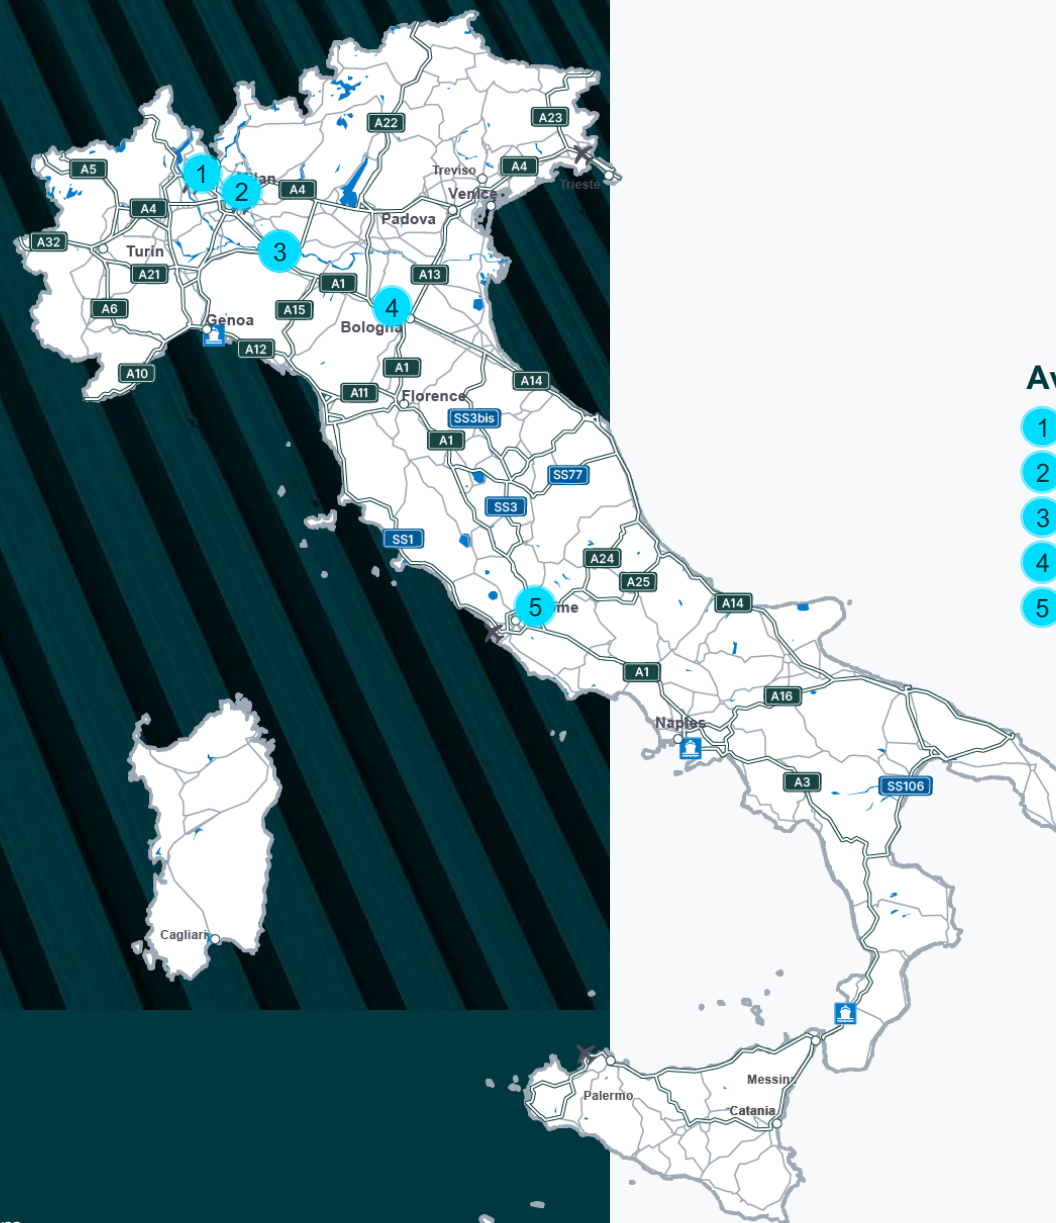 A22
A23
A5
1
Treviso
A4
Trieste
2
A4
Venice
A4
Padova
A32
Turin
3
A21
A13
A1
A6
A15
4
Genoa
Bologna
A12
A1
A10
A14
A11
Florence
1
SS3bis
A1
2
SS77
SS3
3
SS1
A24
4
A25
A14
5
5
A1
A16
Naples
A3
SS106
Cagliari
Messina
Palermo
Catania